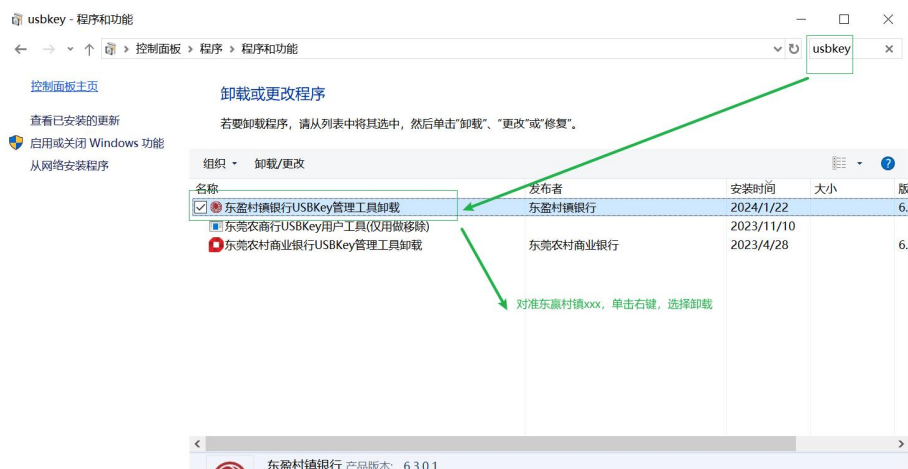 usbkey - 程序和功能
控制面板 > 程序 > 程序和功能
usbkey
控制面板主页
查看已安装的更新
启用或关闭 Windows 功能
从网络安装程序
卸载或更改程序
若要卸载程序，请从列表中将其选中，然后单击“卸载”、“更改”或“修复”。
组织 卸载/更改
名称 发布者 安装时间 大小 版
东盈村镇银行USBKey管理工具卸载 东盈村镇银行 2024/1/22 6.
东莞农商行USBKey用户工具(仅用做移除) 2023/11/10
东莞农村商业银行USBKey管理工具卸载 东莞农村商业银行 2023/4/28 6.
对准东赢村镇xxx，单击右键，选择卸载
东盈村镇银行 产品版本: 6.3.0.1